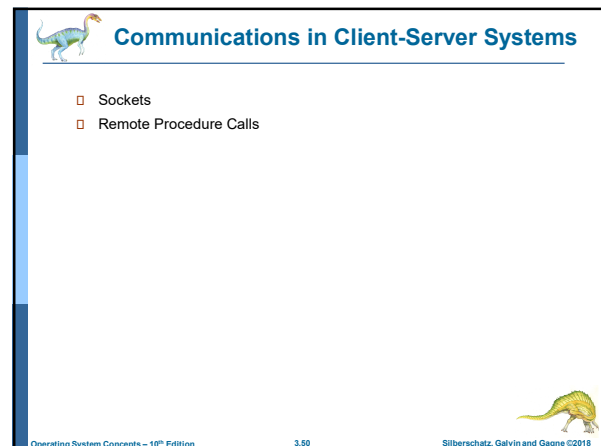 Communications in Client-Server Systems
Sockets
Remote Procedure Calls
Operating System Concepts – 10th Edition 3.50 Silberschatz, Galvin and Gagne ©2018